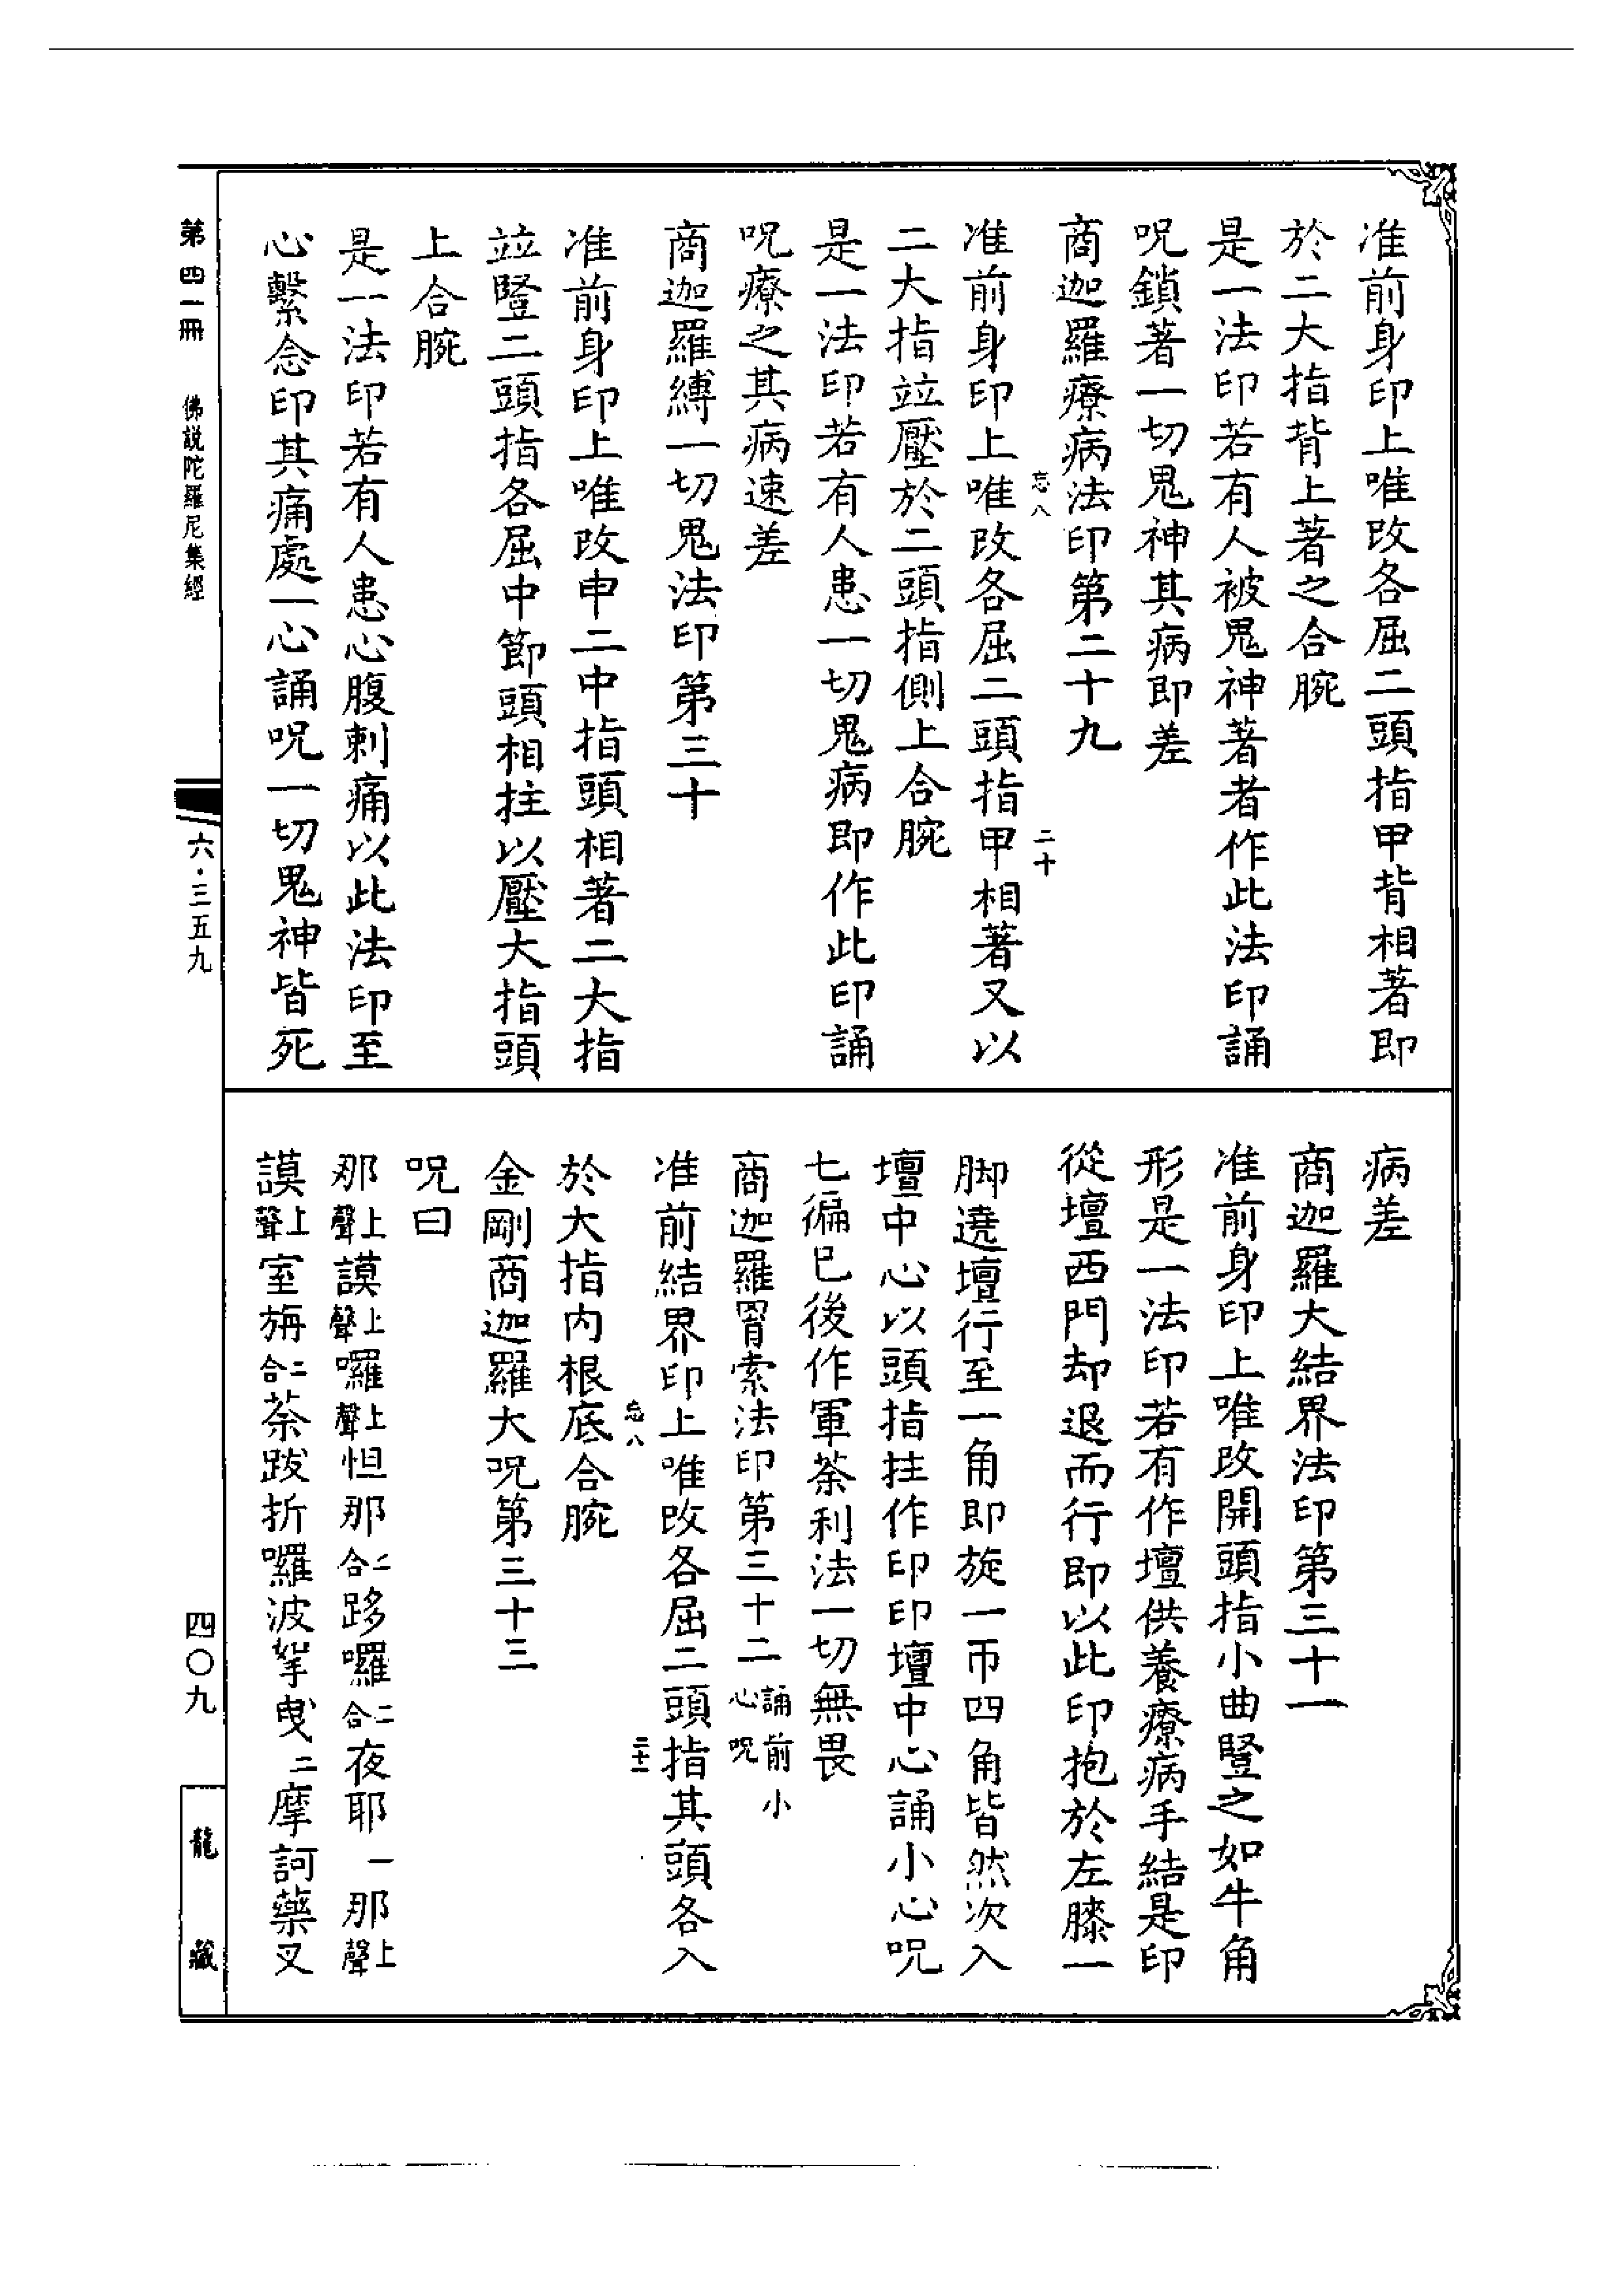 准前身印上唯改各屈二頭指甲背相著即
於二大指背上著之合腕
是一法印若有人被鬼神著者作此法印誦
呪鎖著一切鬼神其病即差
商迦羅療病法印第二十九
忘八 二十
准前身印上唯改各屈二頭指甲相著又以
二大指竝壓於二頭指側上合腕
是一法印若有人患一切鬼病即作此印誦
呪療之其病速差
商迦羅縛一切鬼法印第三十
准前身印上唯改申二中指頭相著二大指
竝豎二頭指各屈中節頭相拄以壓大指頭
上合腕
是一法印若有人患心腹刺痛以此法印至
心繫念印其痛處一心誦呪一切鬼神皆死
病差
商迦羅大結界法印第三十一
准前身印上唯改開頭指小曲豎之如牛角
形是一法印若有作壇供養療病手結是印
從壇西門却退而行即以此印抱於左膝一
脚遶壇行至一角即旋一帀四角皆然次入
壇中心以頭指拄作印印壇中心誦小心呪
七徧已後作軍荼利法一切無畏
商迦羅罥索法印第三十二誦前小心呪
准前結界印上唯改各屈二頭指其頭各入
忘八 二十一
於大指内根底合腕
金剛商迦羅大呪第三十三
呪曰
那上聲謨上聲囉上聲怛那二合跢囉二合夜耶一那上聲
謨上聲室旃二合荼跋折囉波拏曳二摩訶藥叉
第四一冊 佛説陀羅尼集經
六·三五九
四〇九
龍藏